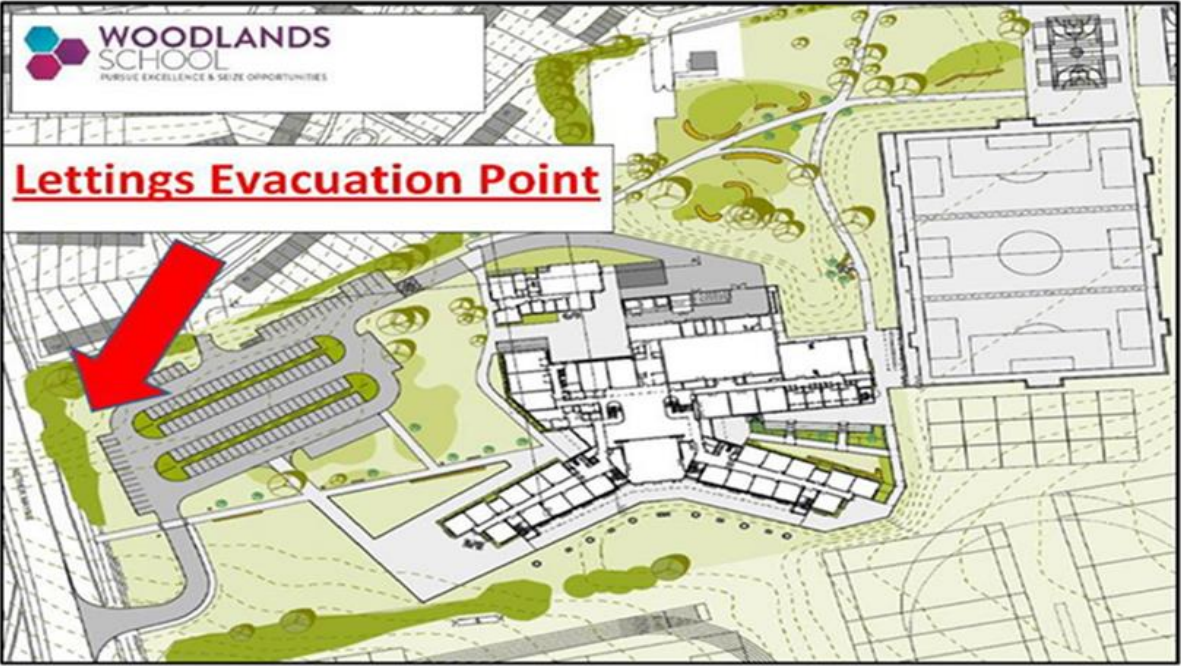 WOODLANDS
SCHOOL
PURSUE EXCELLENCE & SEIZE OPPORTUNITIES
Lettings Evacuation Point